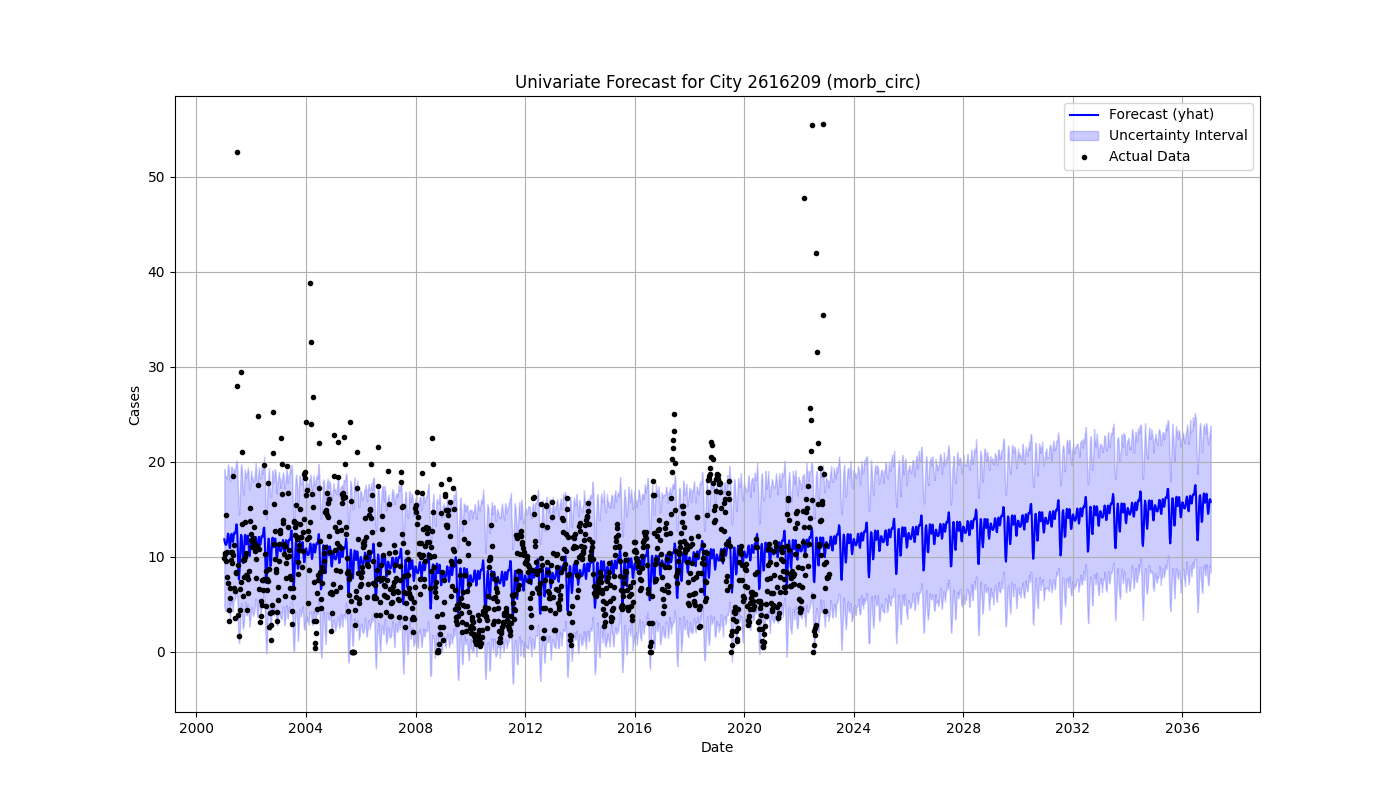 Univariate Forecast for City 2616209 (morb_circ)
Forecast (yhat)
Uncertainty Interval
Actual Data
50
40
30
20
10
0
Cases
2000 2004 2008 2012 2016 2020 2024 2028 2032 2036
Date